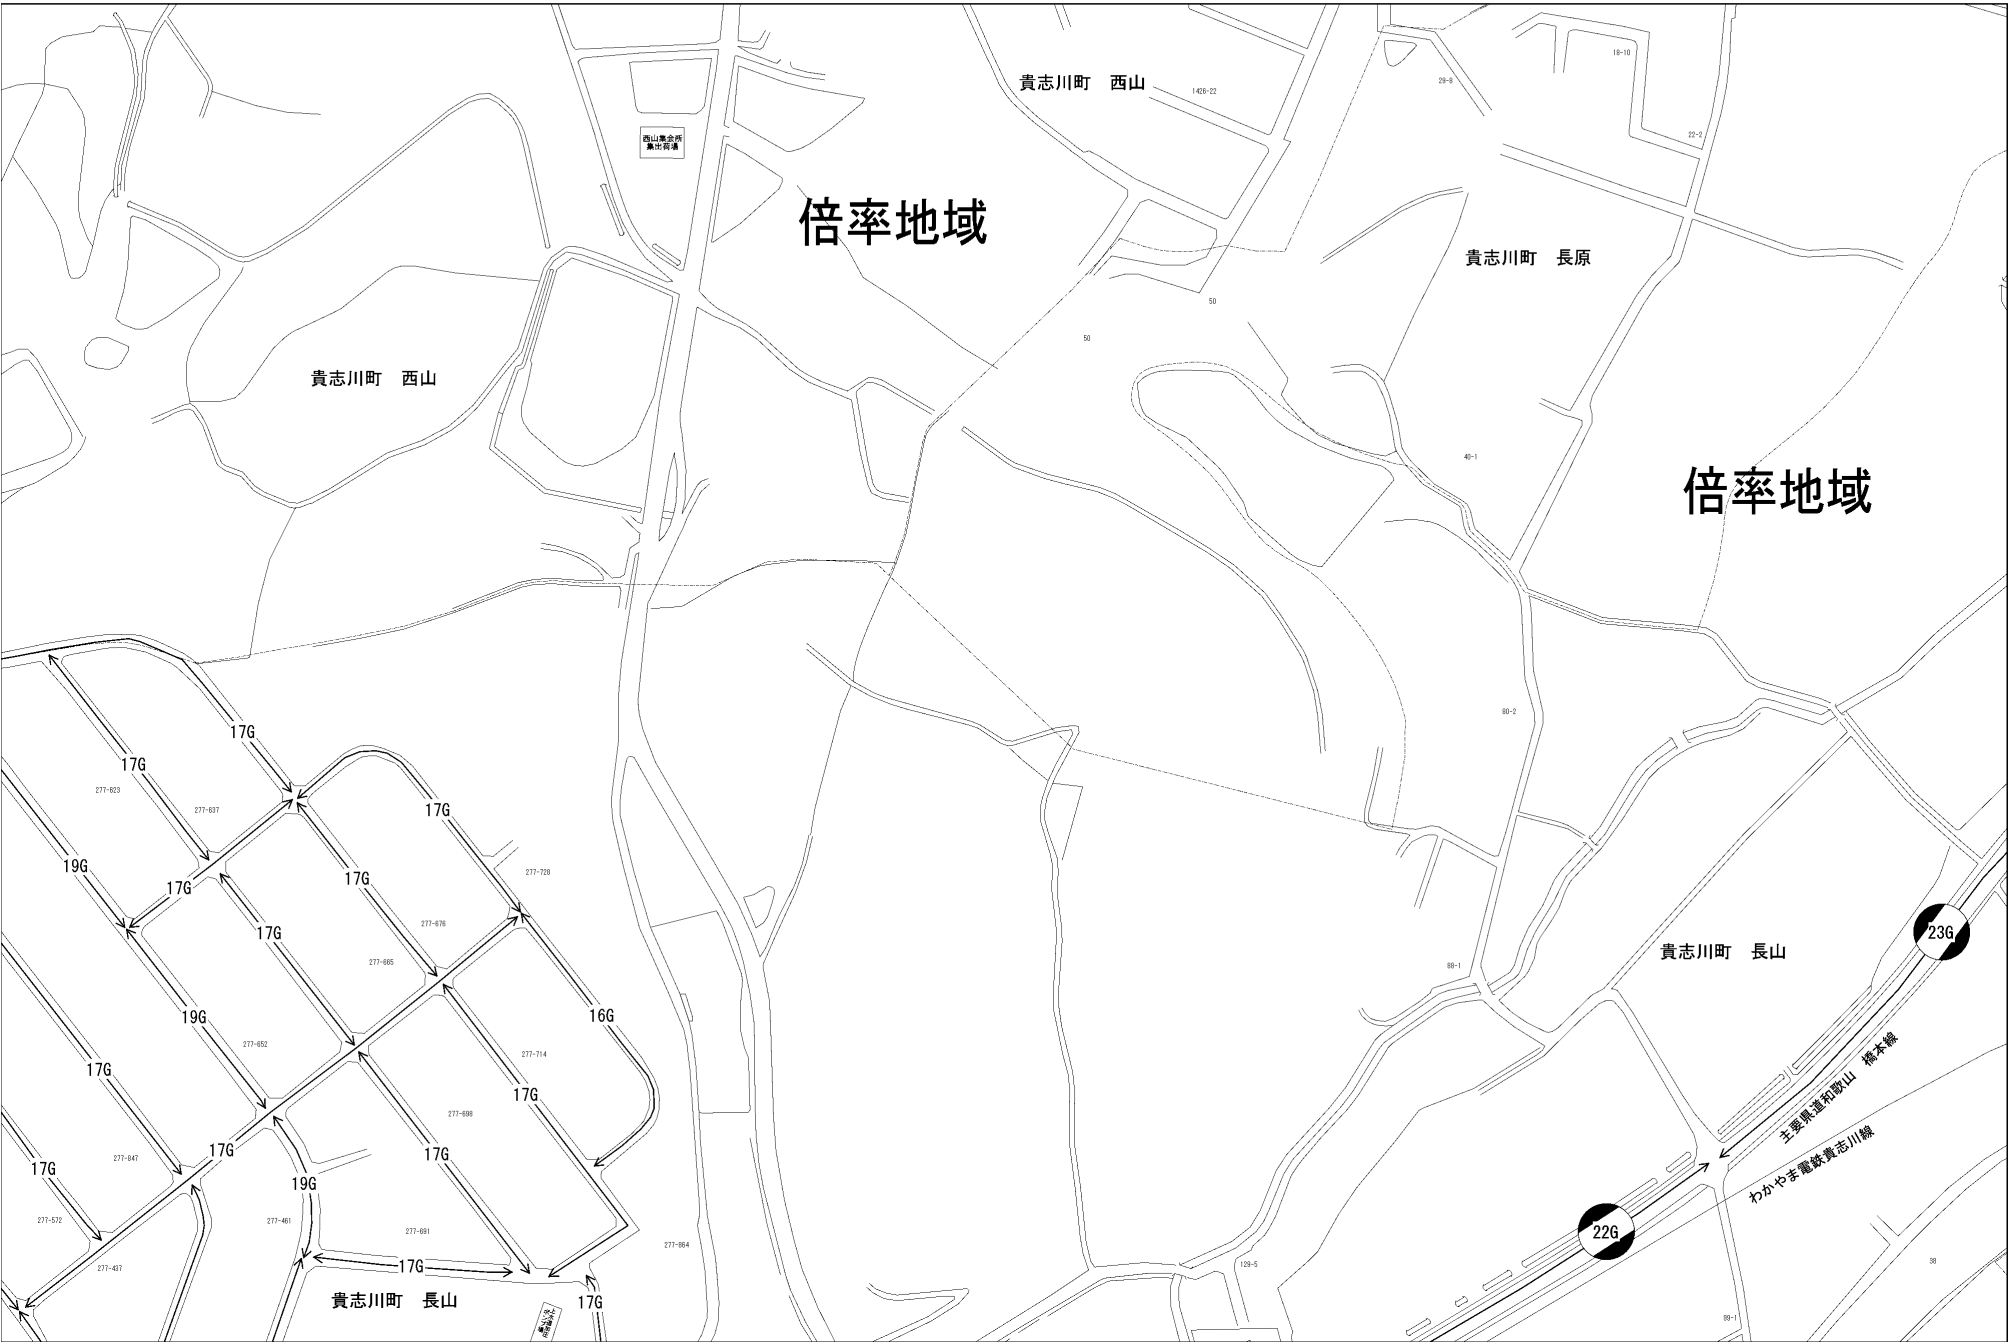 貴志川町　西山
18-10
29-8
1426-22
22-2
西山集会所
集出荷場
倍率地域
貴志川町　長原
50
50
貴志川町　西山
40-1
倍率地域
80-2
17G
17G
277-623
277-637
17G
19G
17G
17G
277-728
277-676
17G
277-665
23G
貴志川町　長山
88-1
19G
16G
277-652
277-714
17G
17G
277-698
主要県道和歌山　橋本線
わかやま電鉄貴志川線
17G
17G
277-847
17G
19G
277-572
277-461
277-691
277-664
22G
277-437
17G
129-5
38
貴志川町　長山
17G
99-1